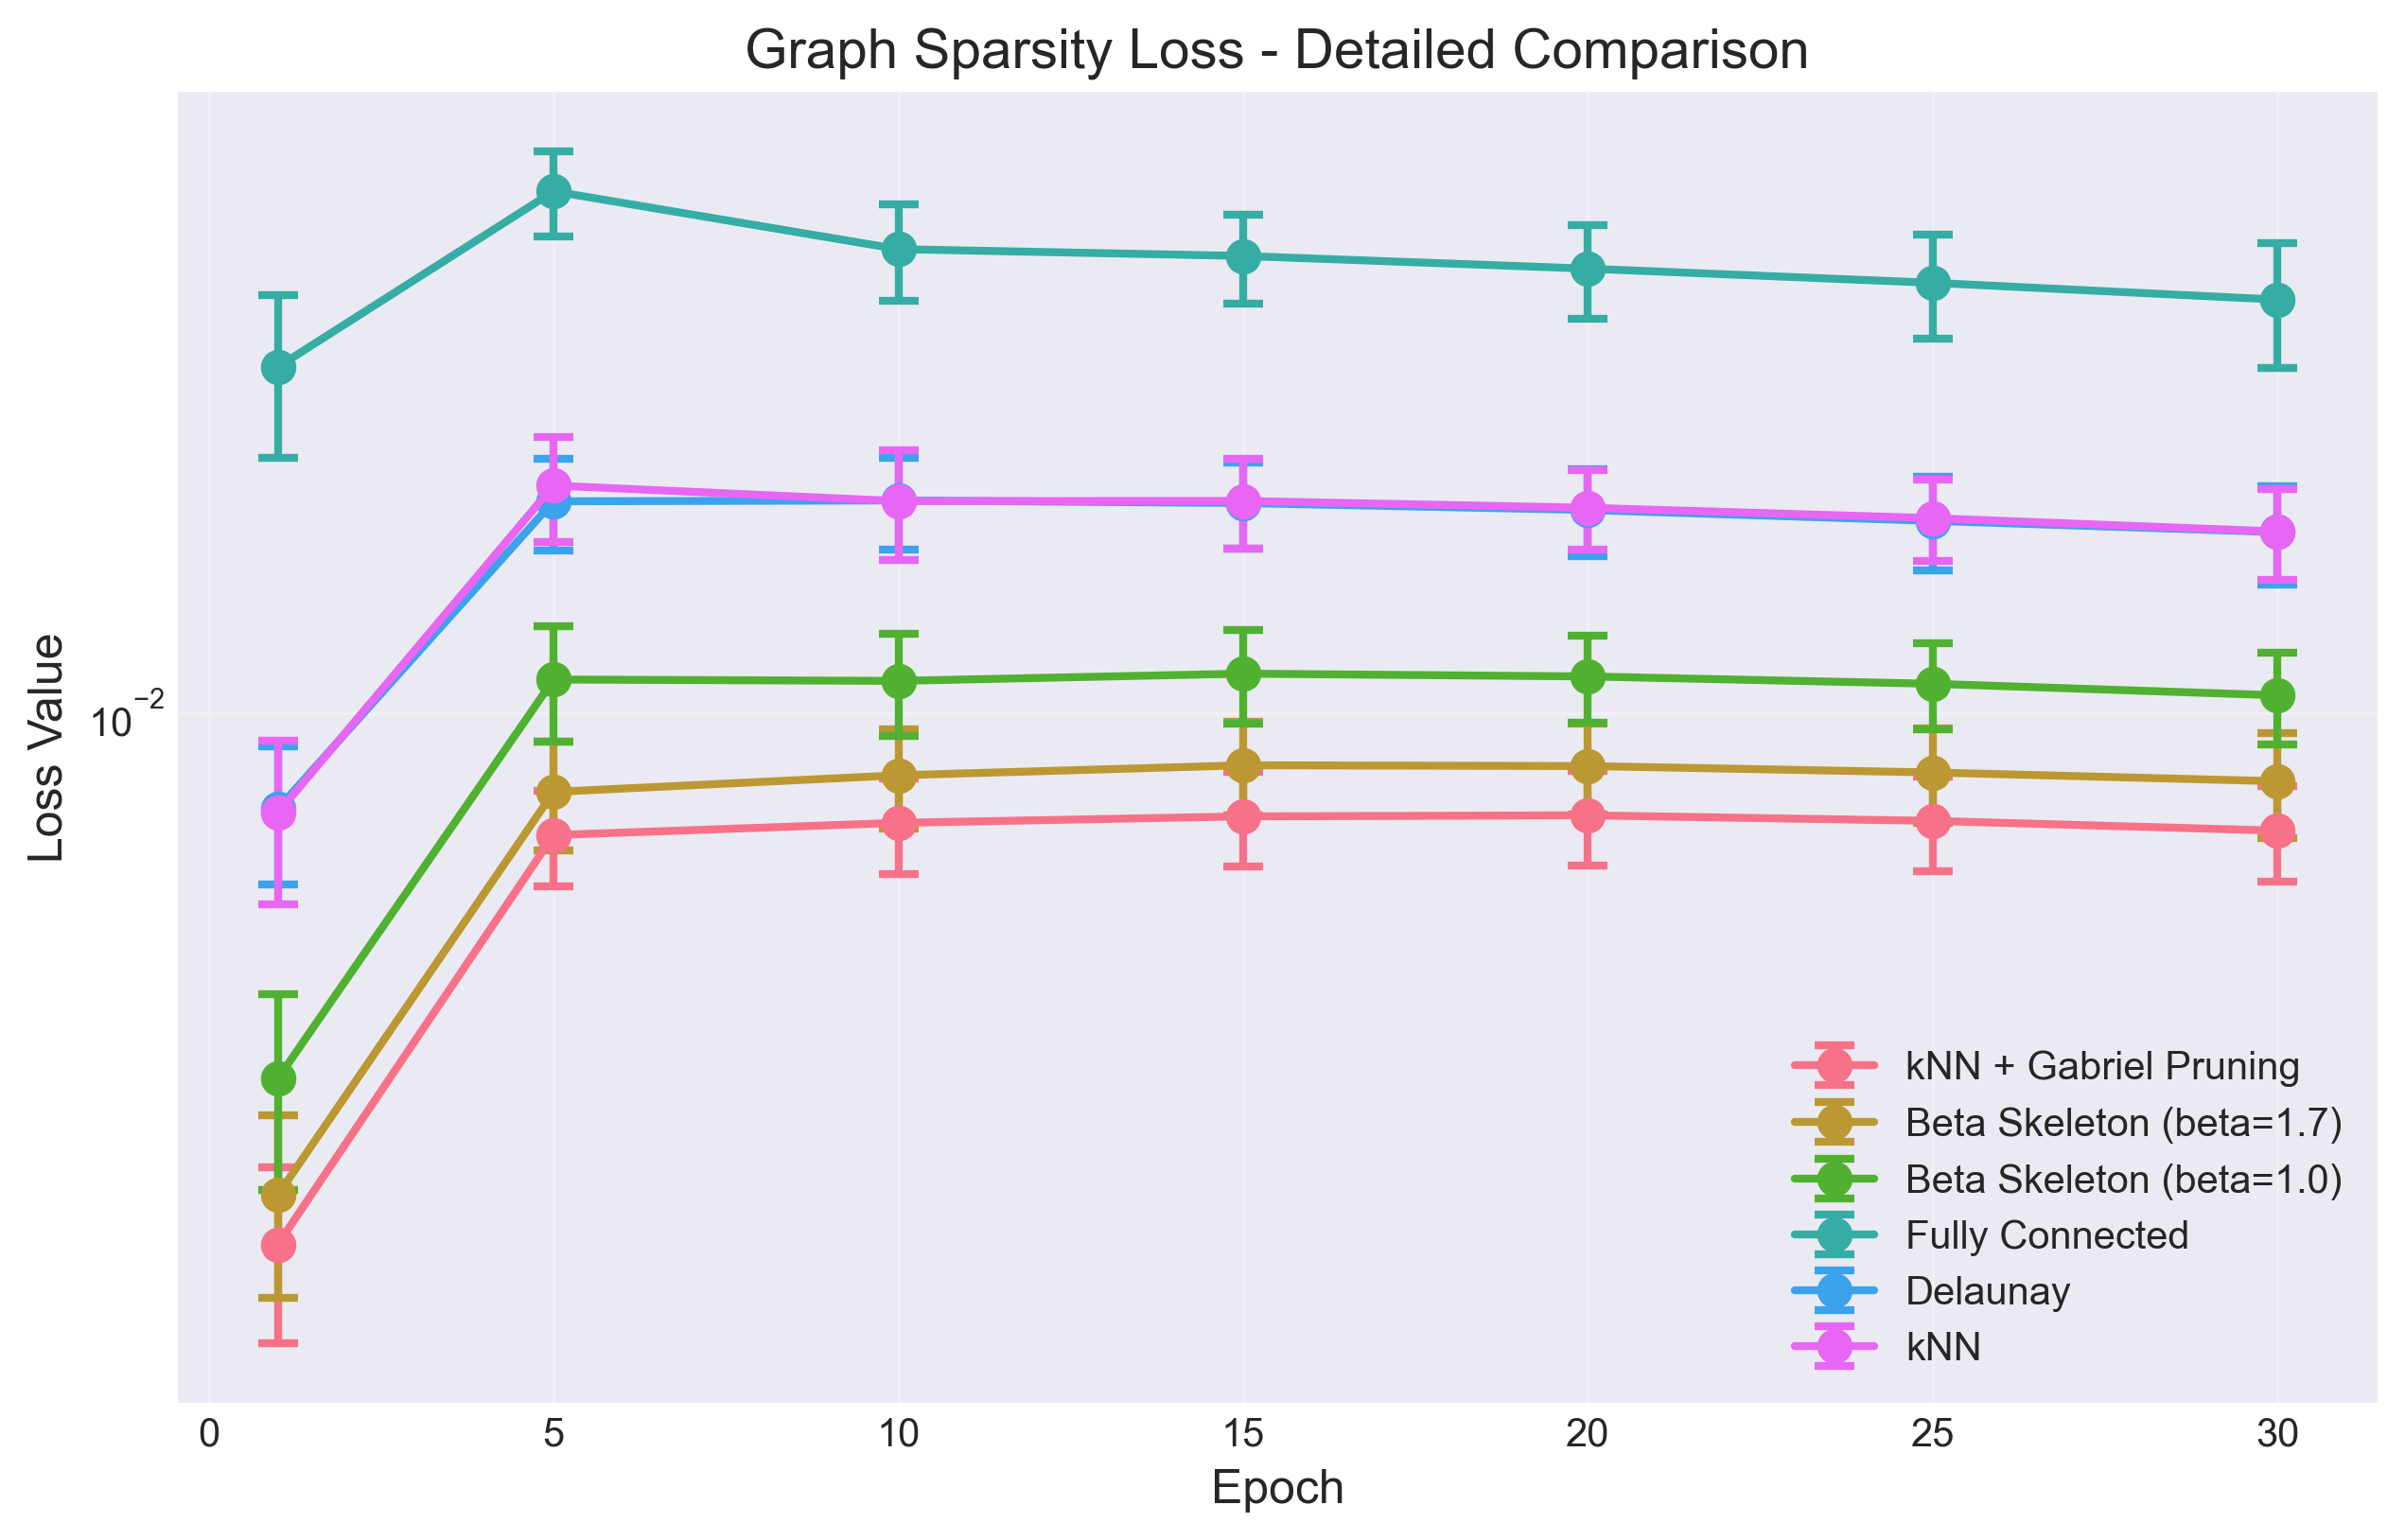 Graph Sparsity Loss - Detailed Comparison
Loss Value
10⁻²
kNN + Gabriel Pruning
Beta Skeleton (beta=1.7)
Beta Skeleton (beta=1.0)
Fully Connected
Delaunay
kNN
0 5 10 15 20 25 30
Epoch